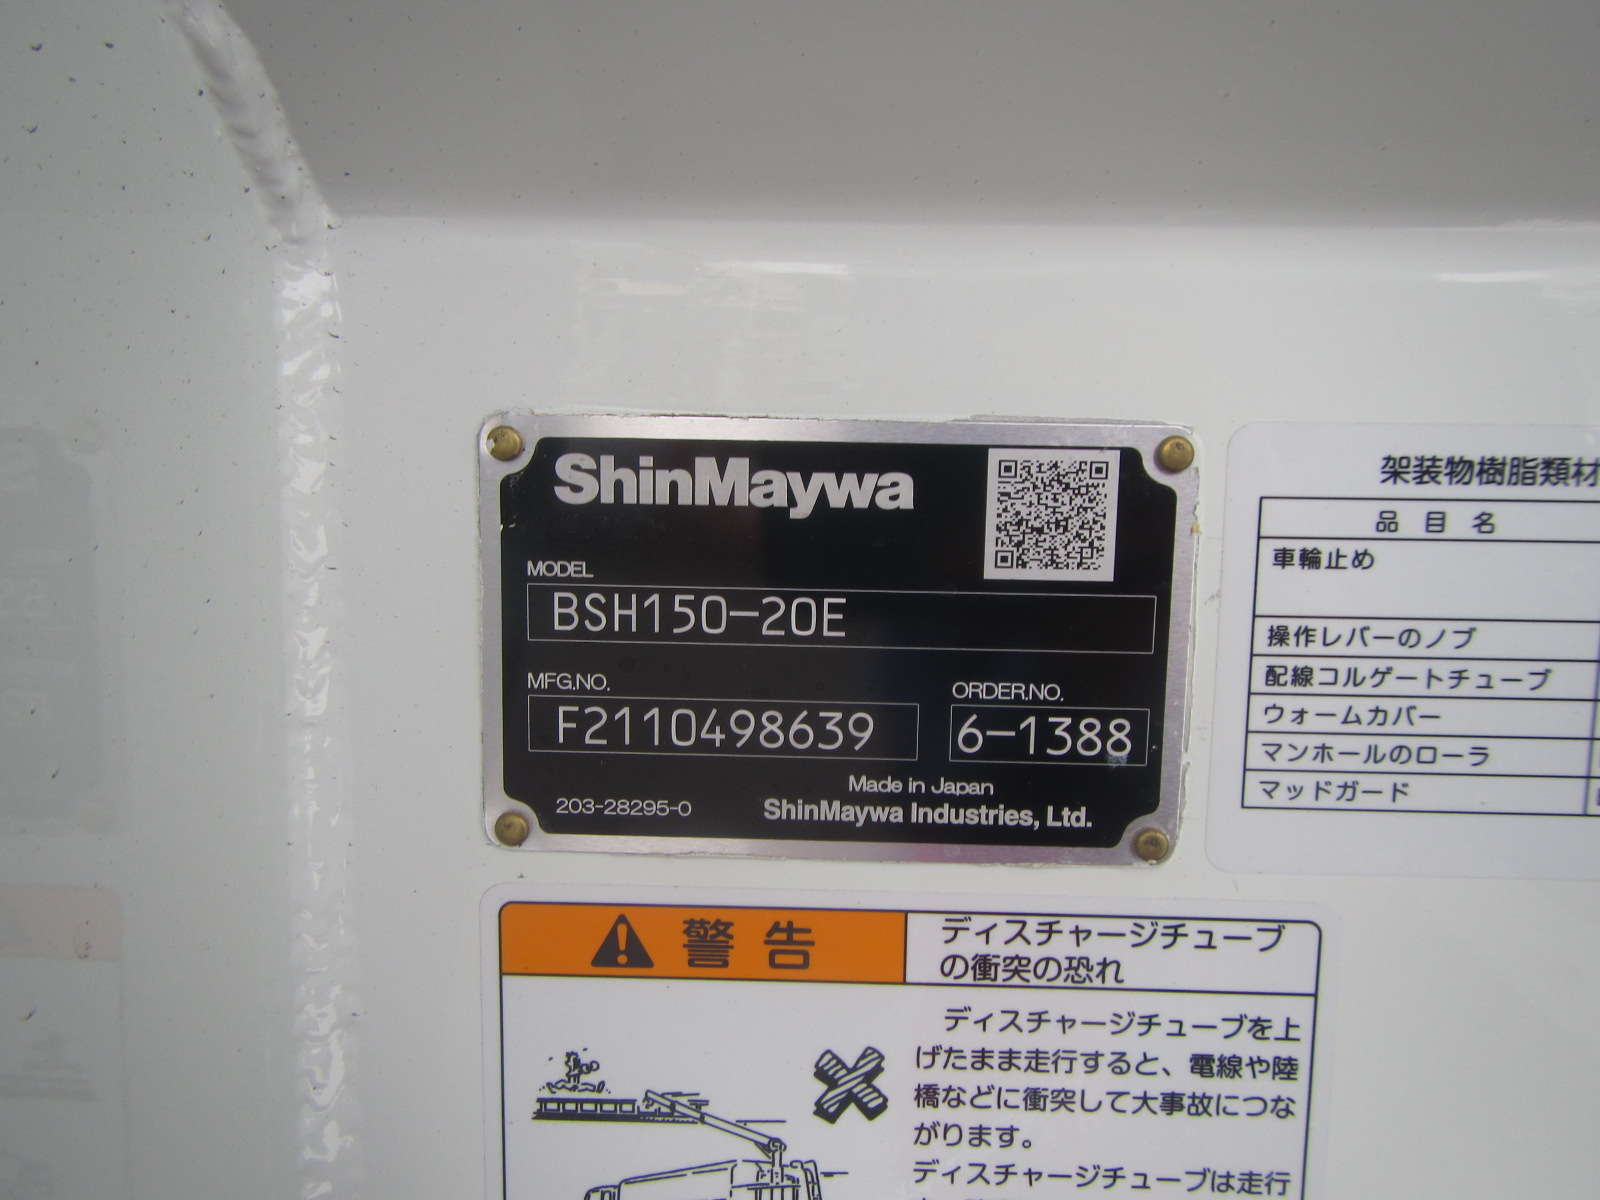 ShinMaywa
MODEL
BSH150-20E
MFG.NO.
F2110498639
ORDER.NO.
6-1388
Made in Japan
203-28295-0
ShinMaywa Industries, Ltd.
架装物樹脂類材
品 目 名
車輪止め
操作レバーのノブ
配線コルゲートチューブ
ウォームカバー
マンホールのローラ
マッドガード
警 告
ディスチャージチューブ
の衝突の恐れ
ディスチャージチューブを上
げたまま走行すると、電線や陸
橋などに衝突して大事故につな
がります。
ディスチャージチューブは走行